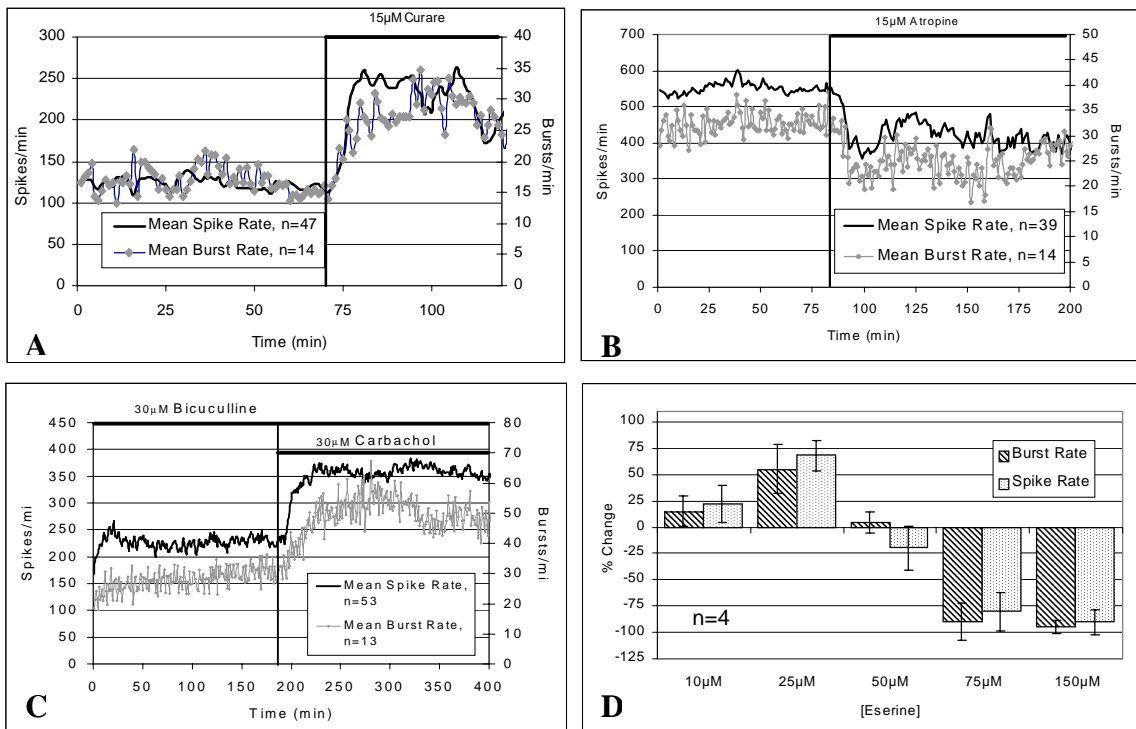 15µM Curare
300
250
200
150
100
50
0
40
35
30
25
20
15
10
5
0
Spikes/min
Bursts/min
Mean Spike Rate, n=47
Mean Burst Rate, n=14
0 25 50 75 100
Time (min)
A
15µM Atropine
700
600
500
400
300
200
100
0
50
45
40
35
30
25
20
15
10
5
0
Spikes/min
Bursts/min
Mean Spike Rate, n=39
Mean Burst Rate, n=14
0 25 50 75 100 125 150 175 200
Time (min)
B
30µM Bicuculline
30µM Carbachol
450
400
350
300
250
200
150
100
50
0
80
70
60
50
40
30
20
10
0
Spikes/mi
Bursts/mi
Mean Spike Rate,
n=53
Mean Burst Rate,
n=13
0 50 100 150 200 200 250 300 350 400
Time (min)
C
100
75
50
25
0
-25
-50
-75
-100
-125
% Change
Burst Rate
Spike Rate
n=4
10µM 25µM 50µM 75µM 150µM
[Eserine]
D